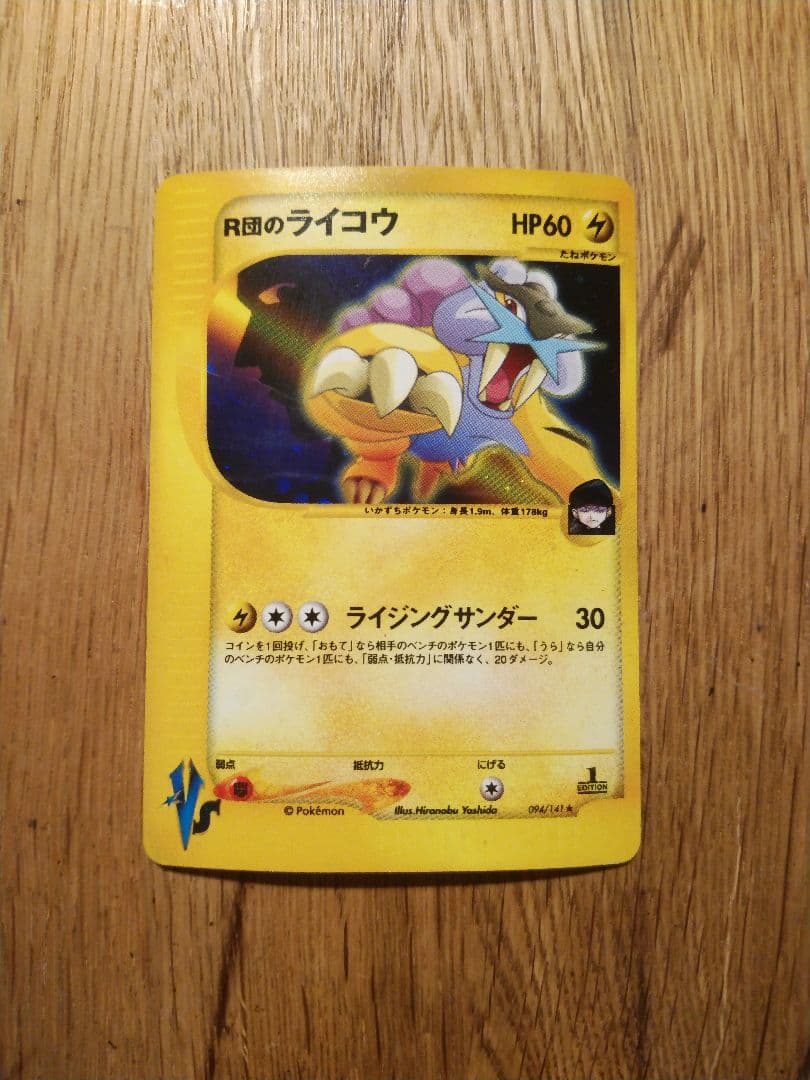 R団のライコウ HP60
たねポケモン
いかずちポケモン：身長1.9m、体重178kg
ライジングサンダー 30
コインを1回投げ、「おもて」なら相手のベンチのポケモン1匹にも、「うら」なら自分
のベンチのポケモン1匹にも、「弱点・抵抗力」に関係なく、20ダメージ。
弱点 抵抗力 にげる
1
EDITION
VS
© Pokémon Illus.Hironobu Yoshida 094/141★